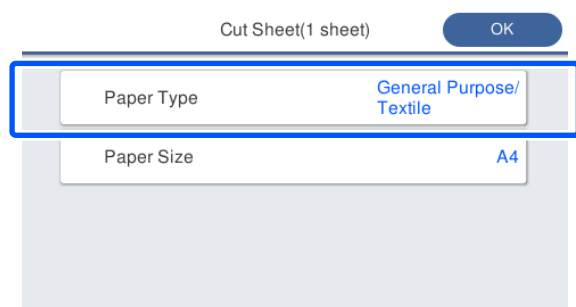 Cut Sheet(1 sheet)
OK
Paper Type
General Purpose/
Textile
Paper Size
A4